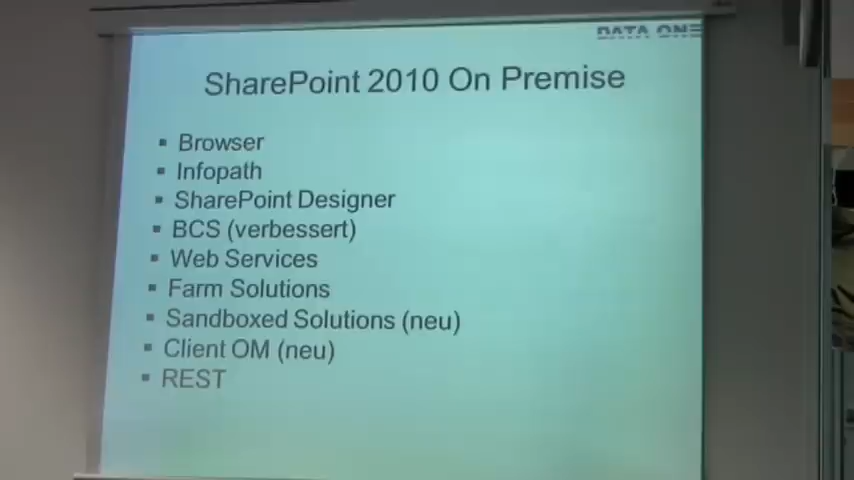 DATA ONE
SharePoint 2010 On Premise
▪ Browser
▪ Infopath
▪ SharePoint Designer
▪ BCS (verbessert)
▪ Web Services
▪ Farm Solutions
▪ Sandboxed Solutions (neu)
▪ Client OM (neu)
▪ REST